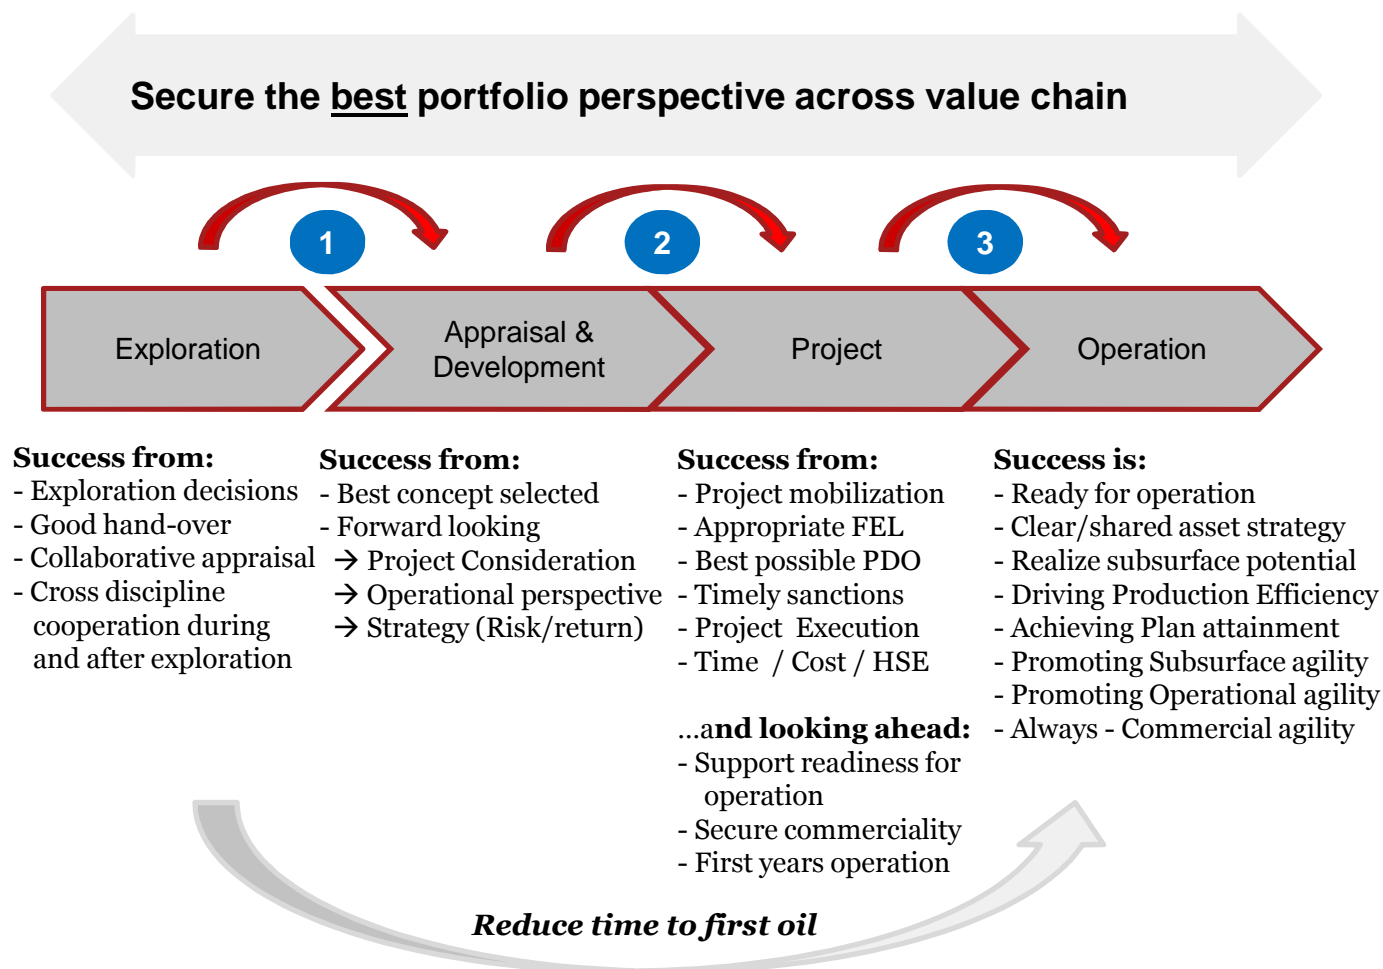 Secure the best portfolio perspective across value chain
1
2
3
Exploration
Appraisal &
Development
Project
Operation
Success from:
- Exploration decisions
- Good hand-over
- Collaborative appraisal
- Cross discipline
cooperation during
and after exploration
Success from:
- Best concept selected
- Forward looking
→ Project Consideration
→ Operational perspective
→ Strategy (Risk/return)
Success from:
- Project mobilization
- Appropriate FEL
- Best possible PDO
- Timely sanctions
- Project  Execution
- Time  / Cost / HSE
...and looking ahead:
- Support readiness for
operation
- Secure commerciality
- First years operation
Success is:
- Ready for operation
- Clear/shared asset strategy
- Realize subsurface potential
- Driving Production Efficiency
- Achieving Plan attainment
- Promoting Subsurface agility
- Promoting Operational agility
- Always - Commercial agility
Reduce time to first oil